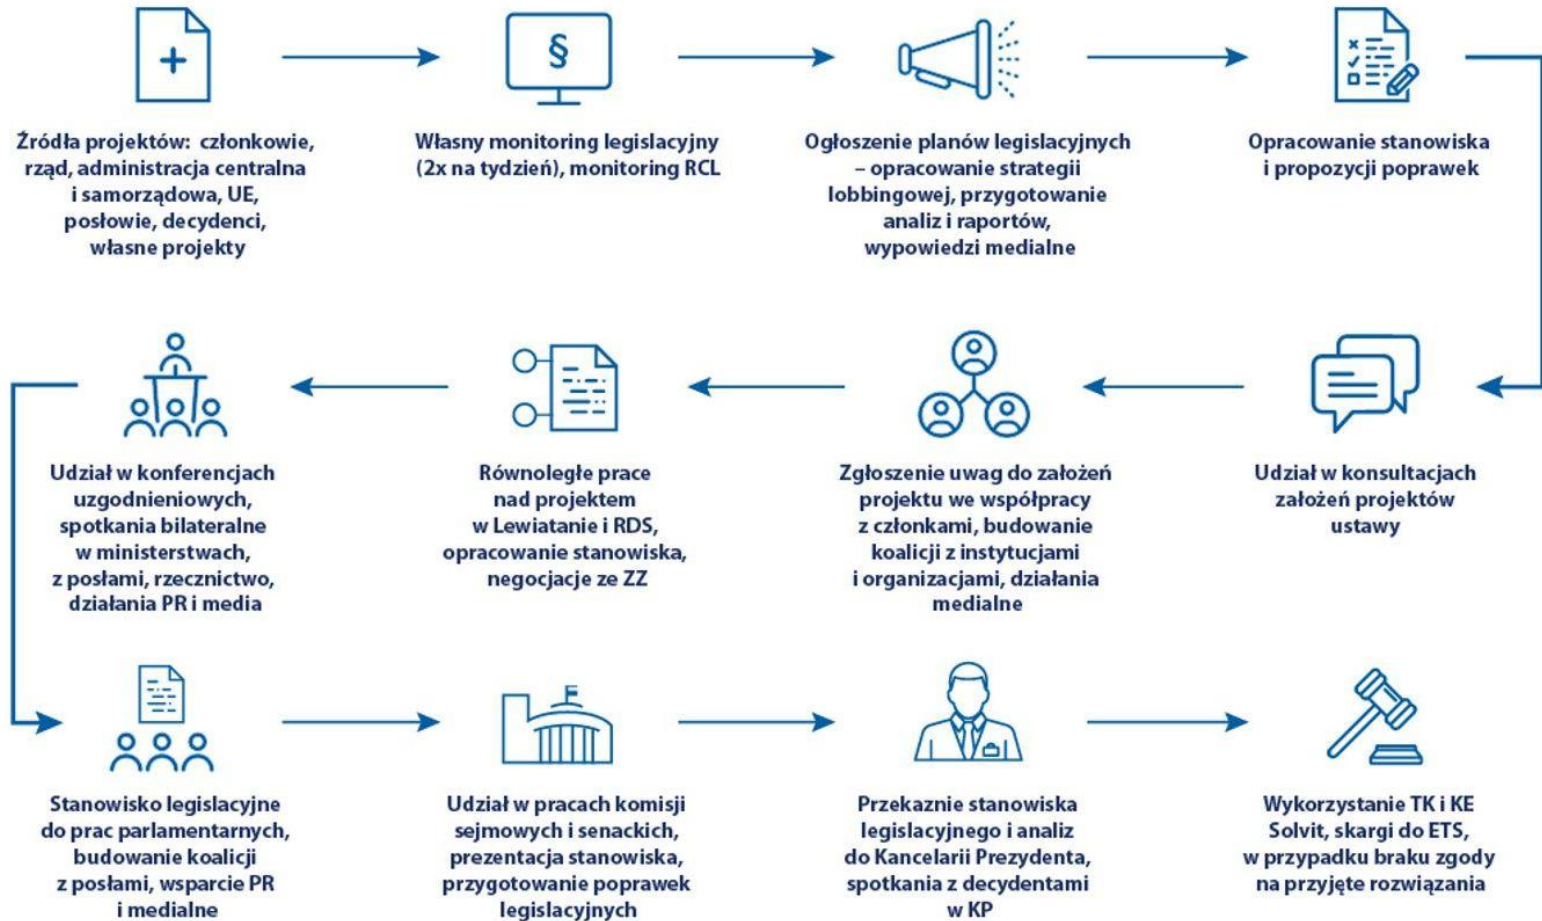 §
Źródła projektów: członkowie,
rząd, administracja centralna
i samorządowa, UE,
posłowie, decydenci,
własne projekty
Własny monitoring legislacyjny
(2x na tydzień), monitoring RCL
Ogłoszenie planów legislacyjnych
– opracowanie strategii
lobbingowej, przygotowanie
analiz i raportów,
wypowiedzi medialne
Opracowanie stanowiska
i propozycji poprawek
Udział w konsultacjach
założeń projektów
ustawy
Zgłoszenie uwag do założeń
projektu we współpracy
z członkami, budowanie
koalicji z instytucjami
i organizacjami, działania
medialne
Równoległe prace
nad projektem
w Lewiatanie i RDS,
opracowanie stanowiska,
negocjacje ze ZZ
Udział w konferencjach
uzgodnieniowych,
spotkania bilateralne
w ministerstwach,
z posłami, rzecznictwo,
działania PR i media
Stanowisko legislacyjne
do prac parlamentarnych,
budowanie koalicji
z posłami, wsparcie PR
i medialne
Udział w pracach komisji
sejmowych i senackich,
prezentacja stanowiska,
przygotowanie poprawek
legislacyjnych
Przekaznie stanowiska
legislacyjnego i analiz
do Kancelarii Prezydenta,
spotkania z decydentami
w KP
Wykorzystanie TK i KE
Solvit, skargi do ETS,
w przypadku braku zgody
na przyjęte rozwiązania